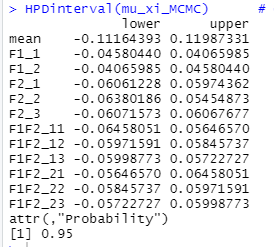 > HPDinterval(mu_xi_MCMC) #
lower upper
mean -0.11164393 0.11987331
F1_1 -0.04580440 0.04065985
F1_2 -0.04065985 0.04580440
F2_1 -0.06061228 0.05974362
F2_2 -0.06380186 0.05454873
F2_3 -0.06071573 0.06067677
F1F2_11 -0.06458051 0.05646570
F1F2_12 -0.05971591 0.05845737
F1F2_13 -0.05998773 0.05722727
F1F2_21 -0.05646570 0.06458051
F1F2_22 -0.05845737 0.05971591
F1F2_23 -0.05722727 0.05998773
attr(,"Probability")
[1] 0.95